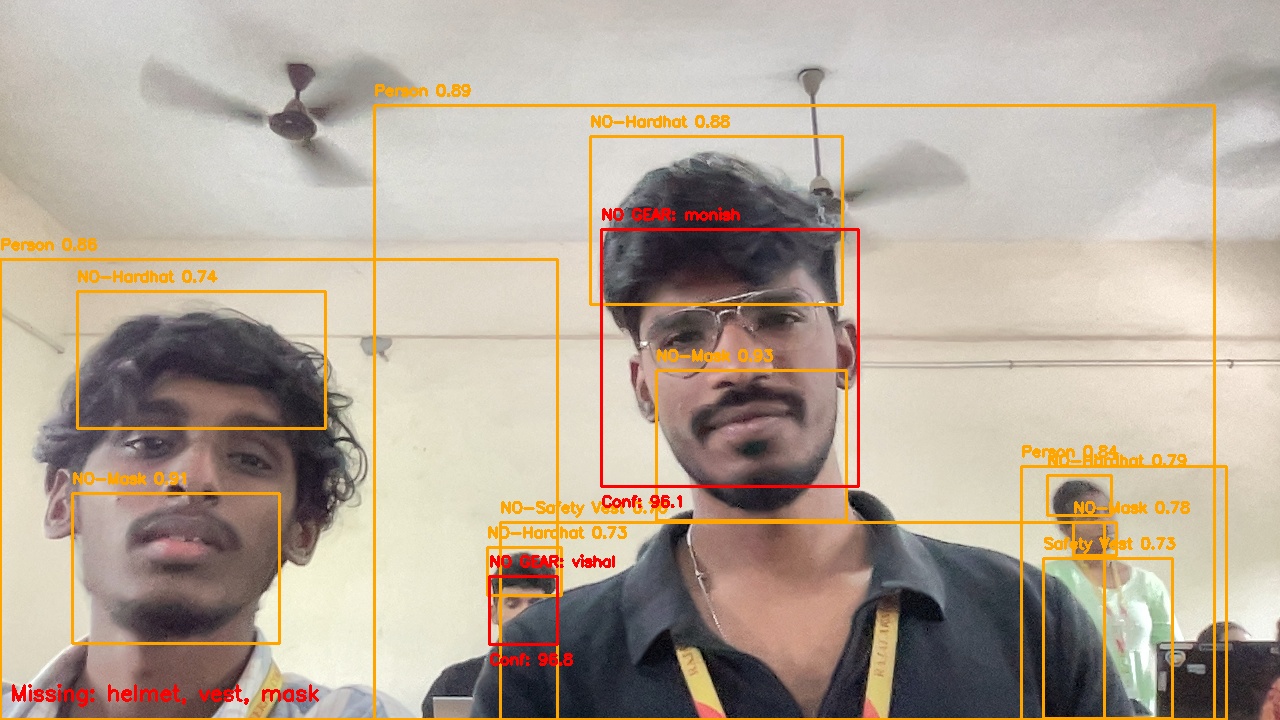 Person 0.89
NO-Hardhat 0.88
NO GEAR: monish
Person 0.88
NO-Hardhat 0.74
NO-Mask 0.93
Person 0.84
NO-Hardhat 0.79
NO-Mask 0.91
Conf: 96.1
NO-Safety Vest
NO-Mask 0.78
NO-Hardhat 0.73
Safety Vest 0.73
NO GEAR: vishal
Conf: 96.8
Missing: helmet, vest, mask